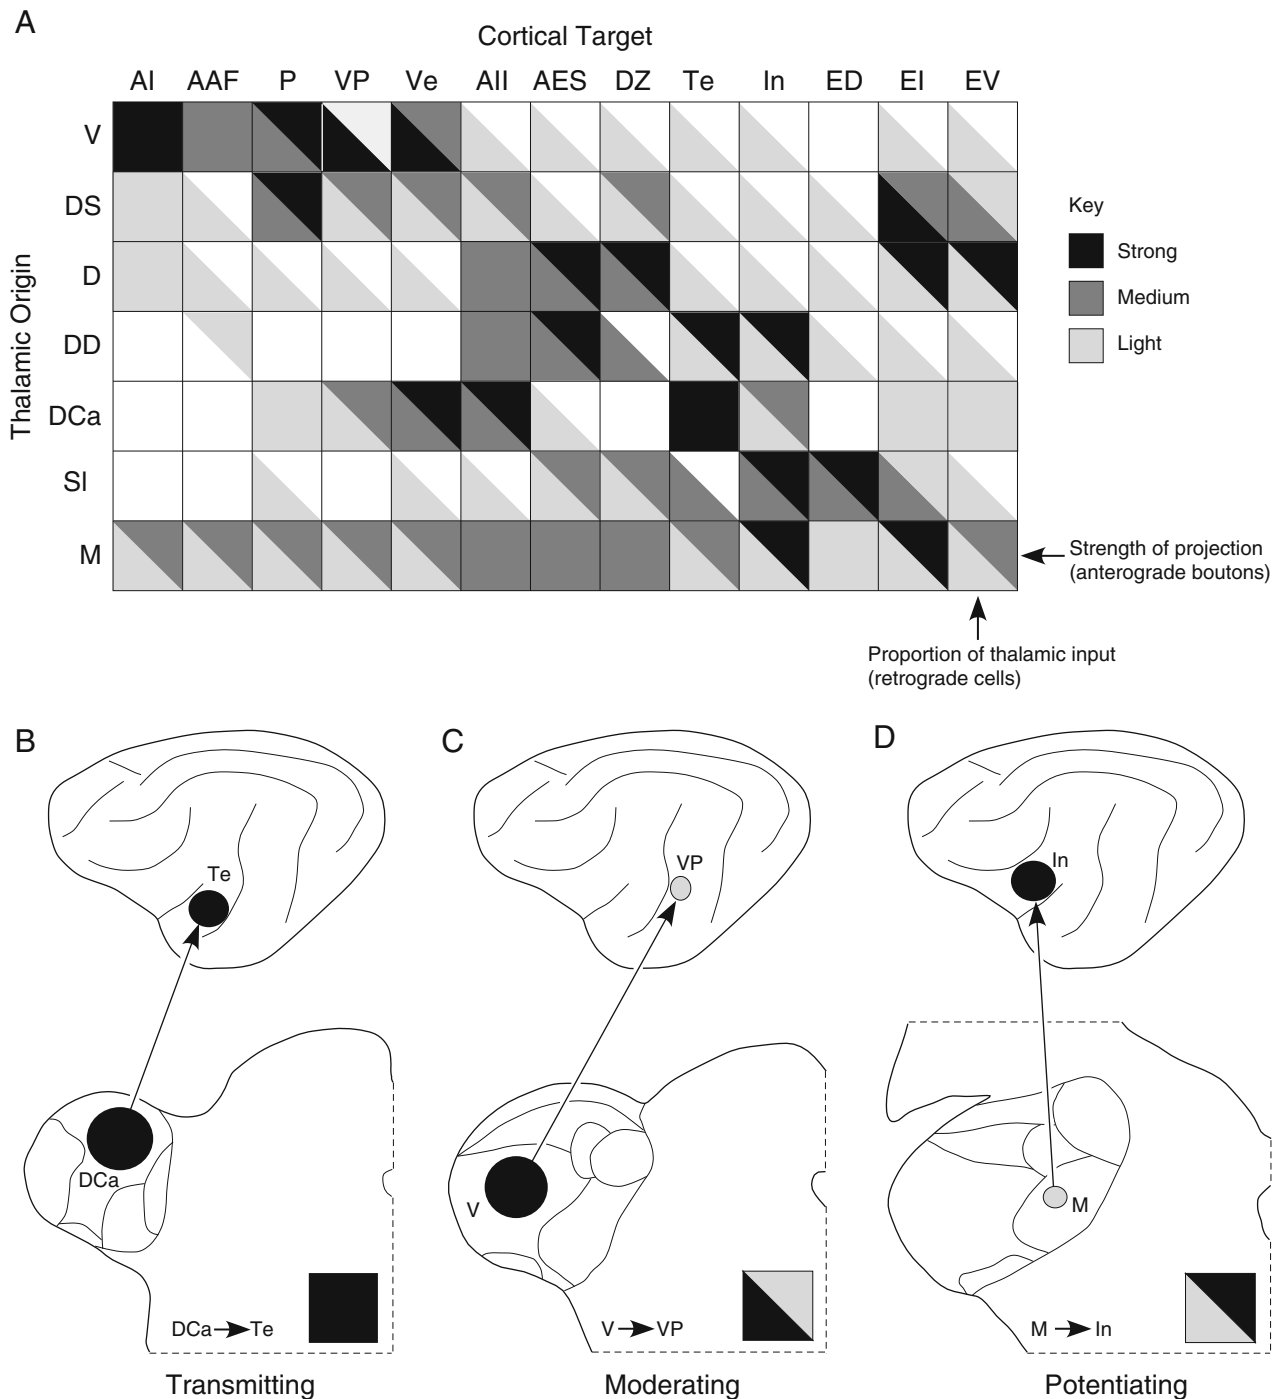 A
Cortical Target
AI AAF P VP Ve AII AES DZ Te In ED EI EV
Thalamic Origin
V
DS
D
DD
DCa
SI
M
Key
Strong
Medium
Light
Strength of projection
(anterograde boutons)
Proportion of thalamic input
(retrograde cells)
B
Te
DCa
DCa Te
Transmitting
C
VP
V
V VP
Moderating
D
In
M
M In
Potentiating